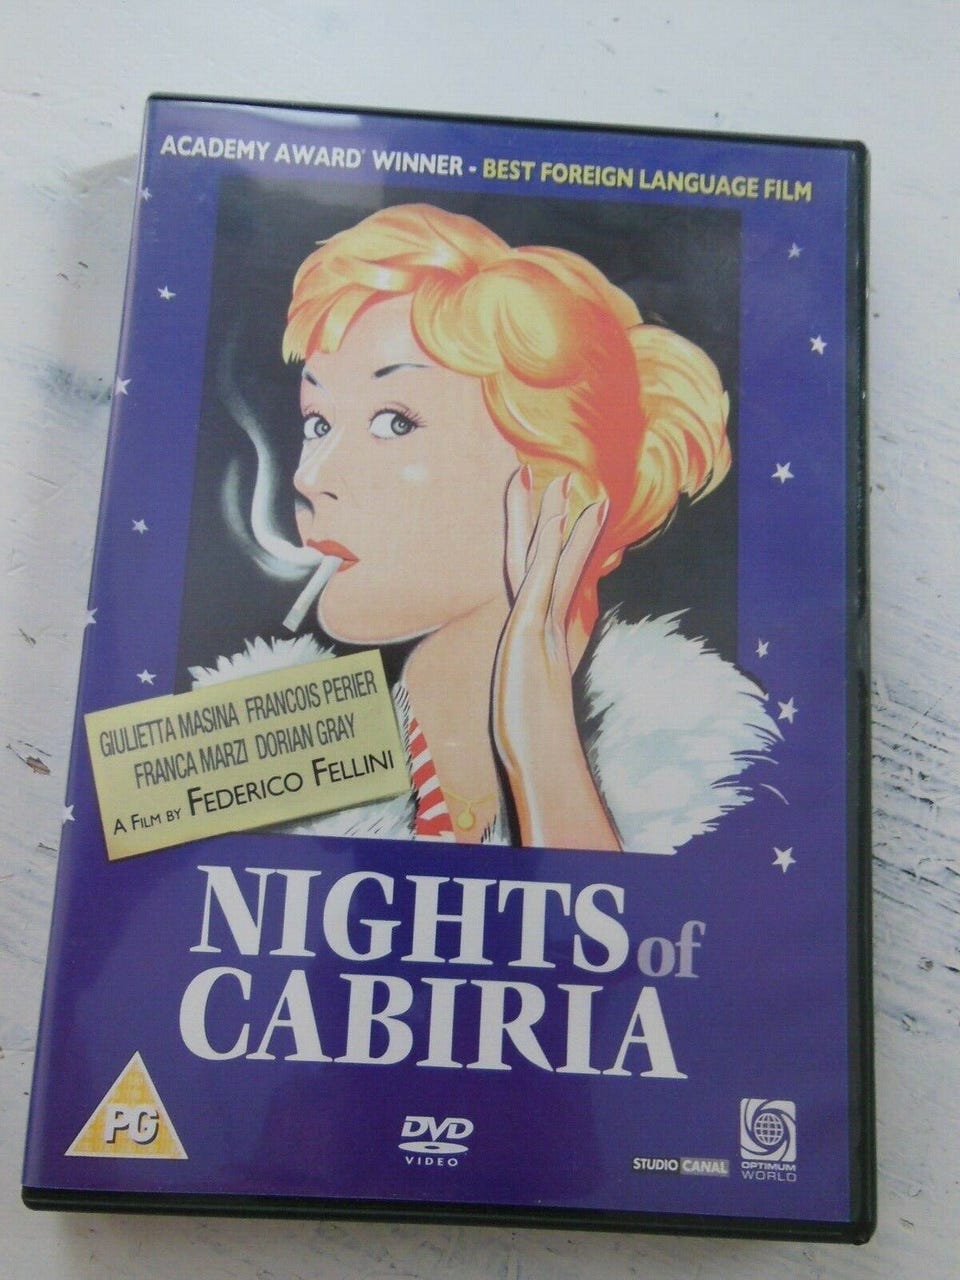 ACADEMY AWARD® WINNER - BEST FOREIGN LANGUAGE FILM
GIULIETTA MASINA FRANCOIS PERIER
FRANCA MARZI DORIAN GRAY
A FILM BY FEDERICO FELLINI
NIGHTS of
CABIRIA
PG
DVD
VIDEO
STUDIO CANAL
OPTIMUM
WORLD